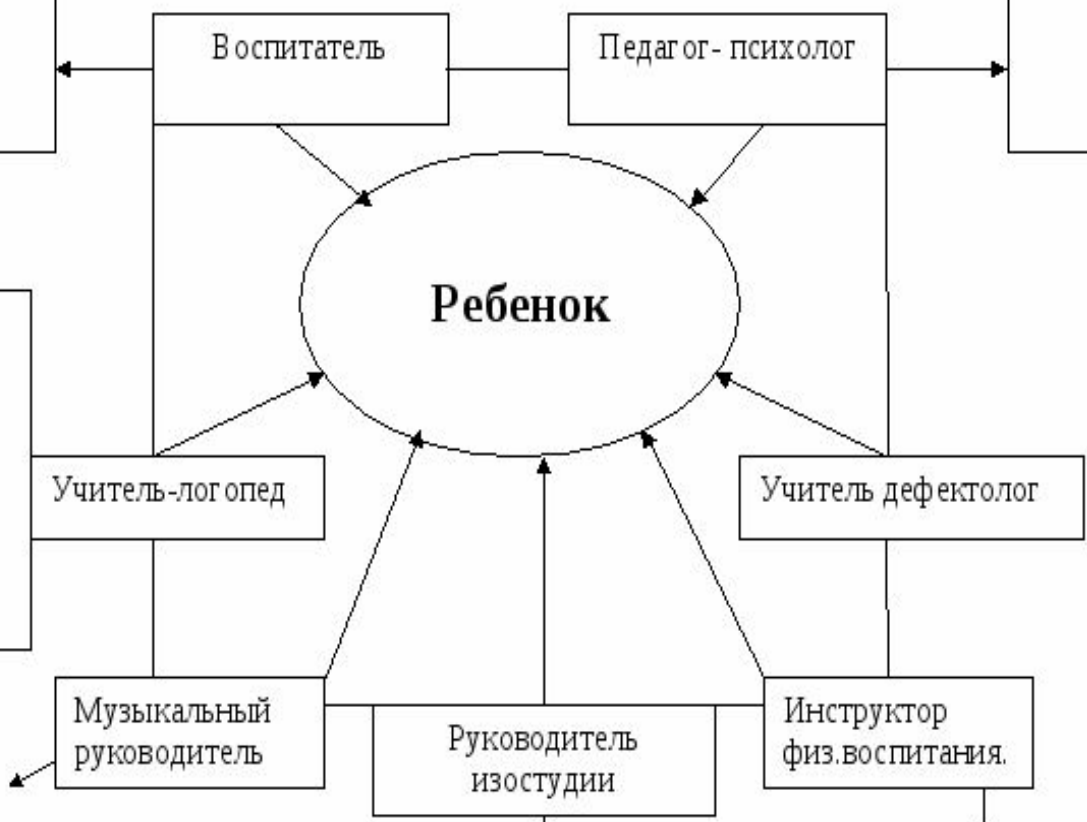 Воспитатель
Педагог- психолог
Ребенок
Учитель-логопед
Учитель дефектолог
Музыкальный
руководитель
Руководитель
изостудии
Инструктор
физ.воспитания.